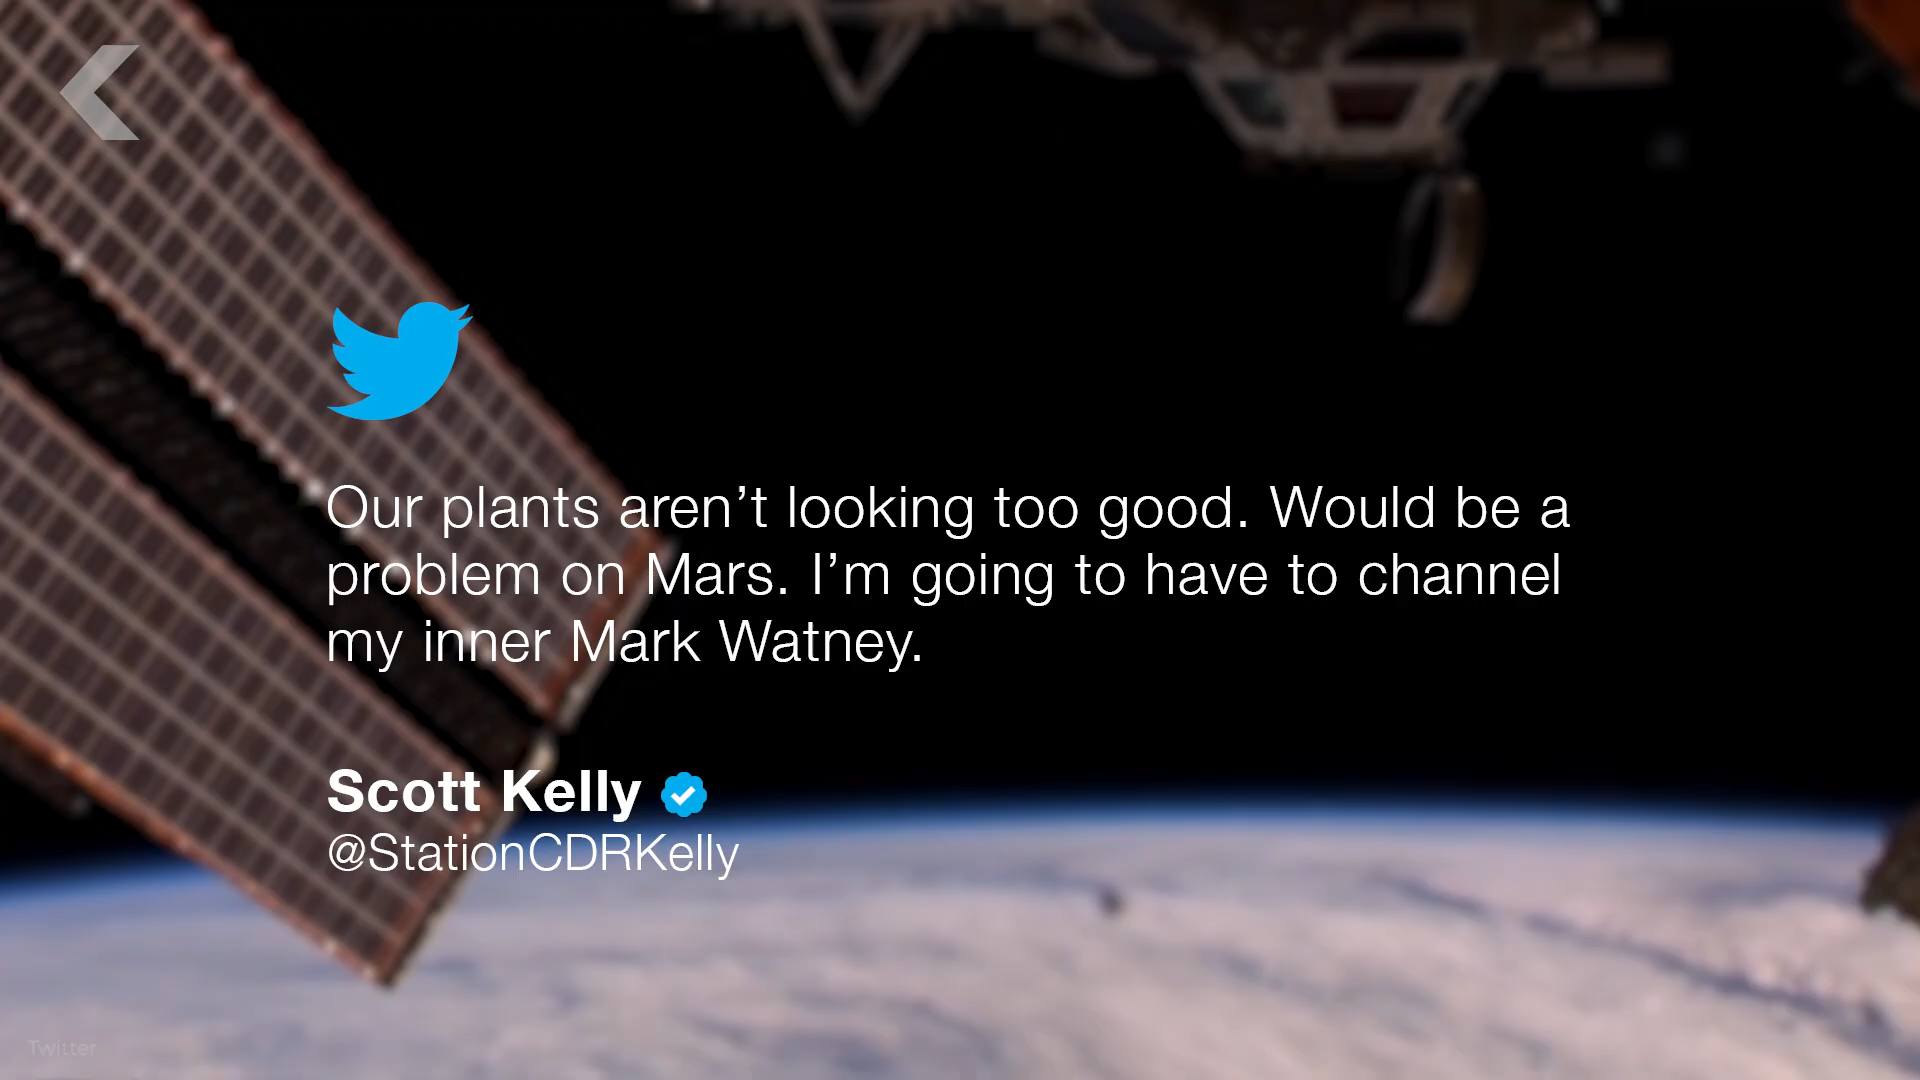 Our plants aren’t looking too good. Would be a
problem on Mars. I’m going to have to channel
my inner Mark Watney.
Scott Kelly
@StationCDRKelly
Twitter